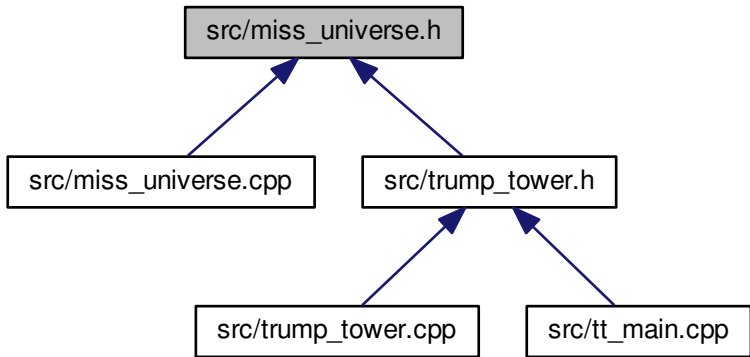 src/miss_universe.h
src/miss_universe.cpp
src/trump_tower.h
src/trump_tower.cpp
src/tt_main.cpp